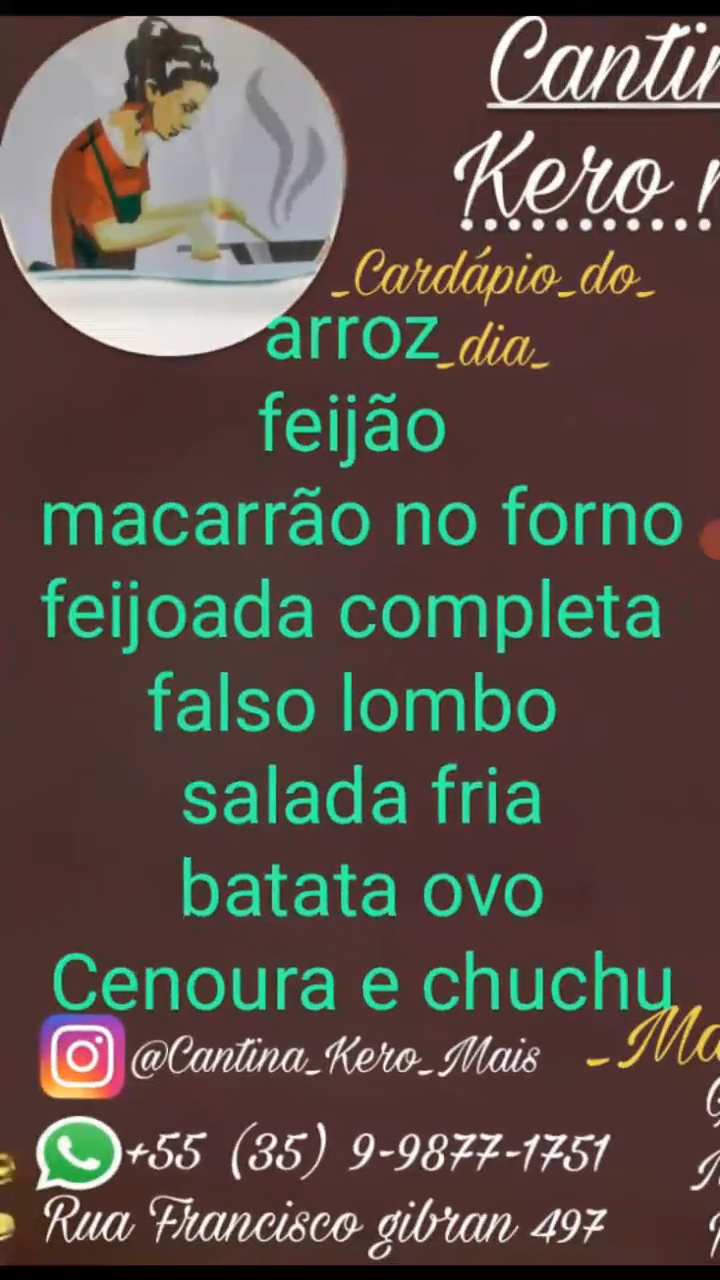 Cantin
Kero
_Cardápio_do_
_dia_
arroz
feijão
macarrão no forno
feijoada completa
falso lombo
salada fria
batata ovo
Cenoura e chuchu
@Cantina_Kero_Mais
_Ma
+55 (35) 9-9877-1751
Rua Francisco gibran 497